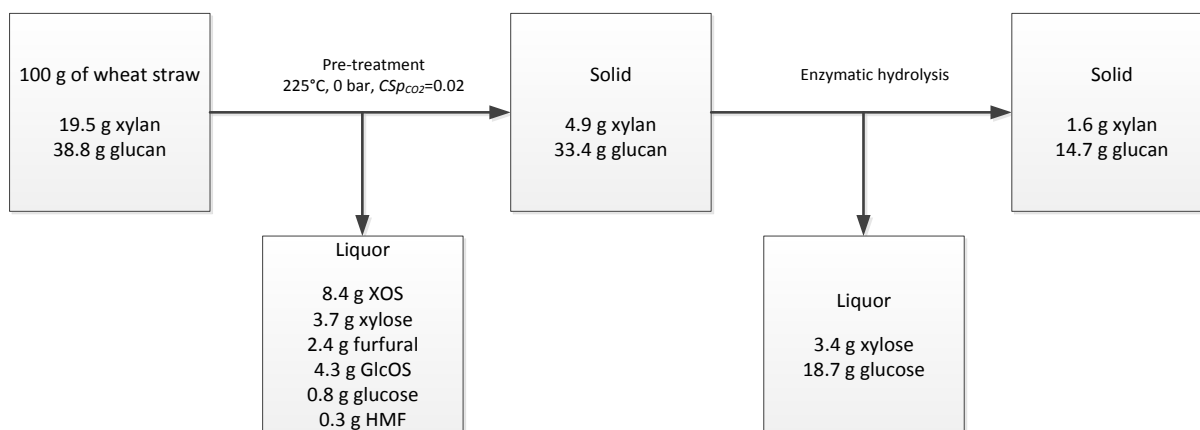 100 g of wheat straw
19.5 g xylan
38.8 g glucan
Pre-treatment
225°C, 0 bar, CSpCO2=0.02
Solid
4.9 g xylan
33.4 g glucan
Enzymatic hydrolysis
Solid
1.6 g xylan
14.7 g glucan
Liquor
8.4 g XOS
3.7 g xylose
2.4 g furfural
4.3 g GlcOS
0.8 g glucose
0.3 g HMF
Liquor
3.4 g xylose
18.7 g glucose